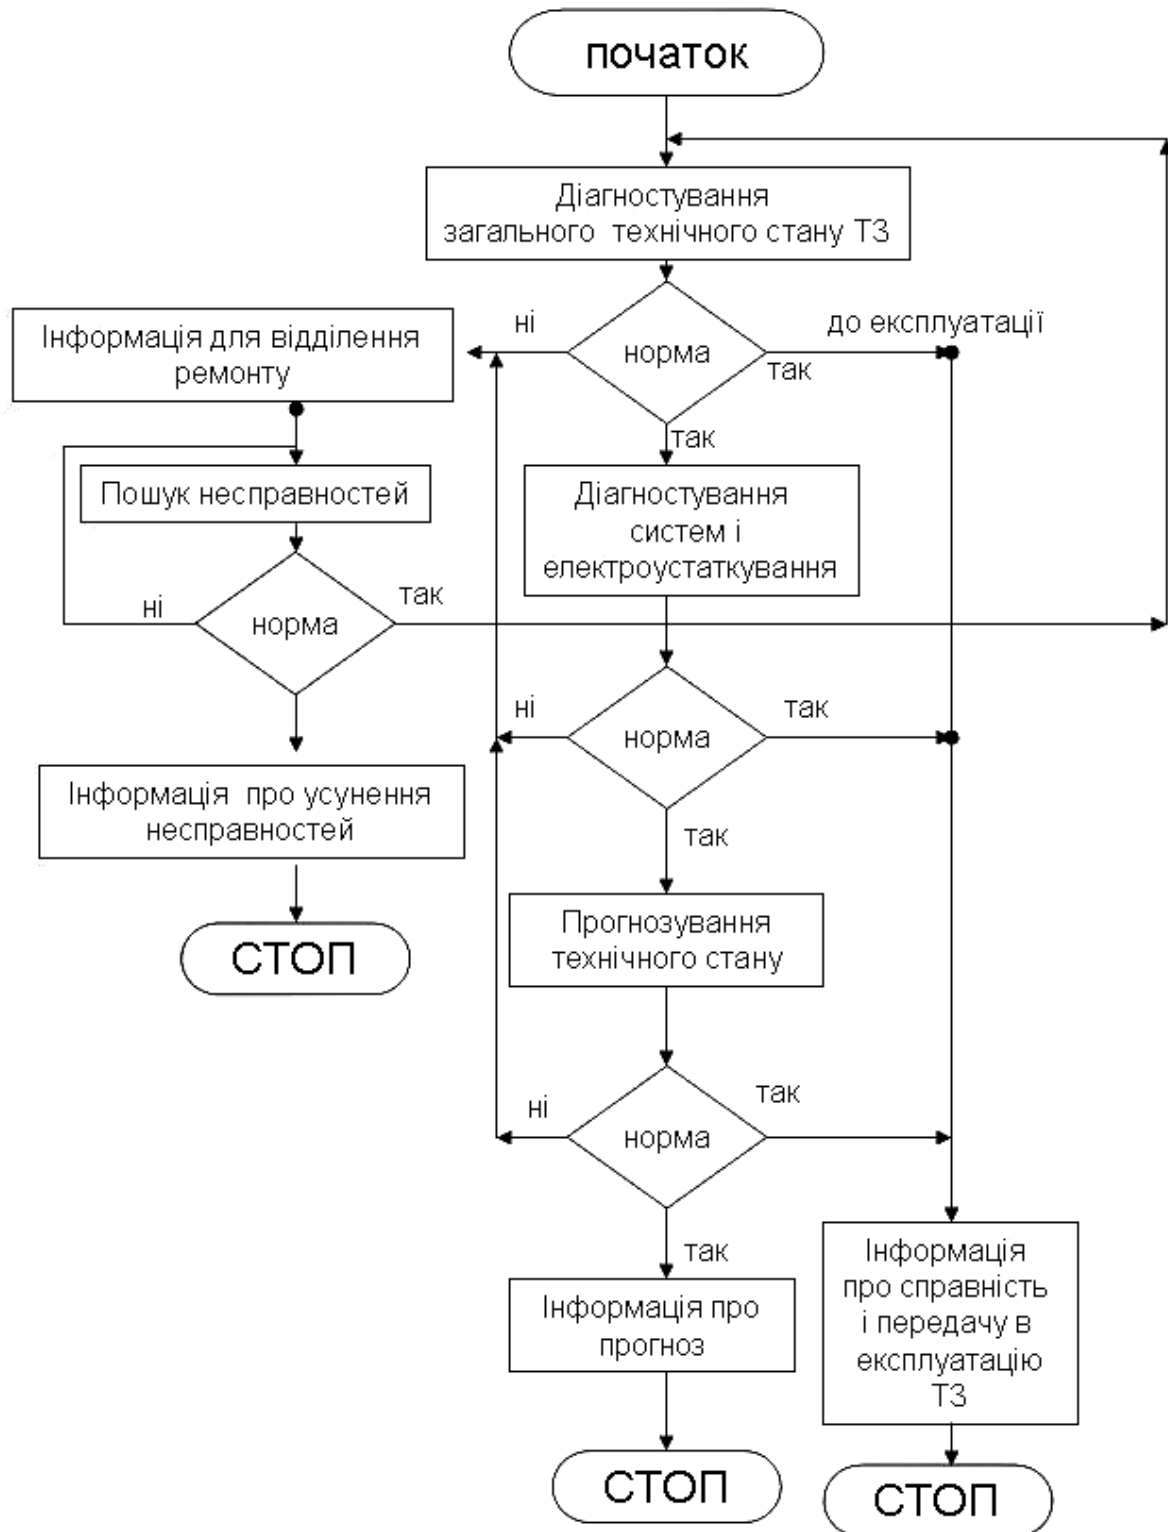 початок
Діагностування
загального технічного стану ТЗ
ні
до експлуатації
норма
так
Інформація для відділення
ремонту
так
Пошук несправностей
Діагностування
систем і
електроустаткування
ні
норма
так
ні
норма
так
Інформація про усунення
несправностей
так
СТОП
Прогнозування
технічного стану
ні
норма
так
так
Інформація про
прогноз
Інформація
про справність
і передачу в
експлуатацію
ТЗ
СТОП
СТОП